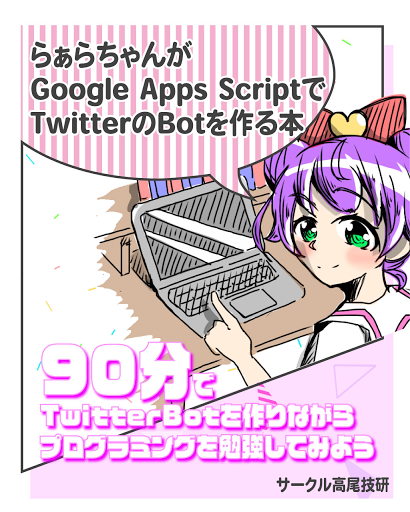 らぁらちゃんが
Google Apps Scriptで
TwitterのBotを作る本
90分で
TwitterBotを作りながら
プログラミングを勉強してみよう
サークル高尾技研